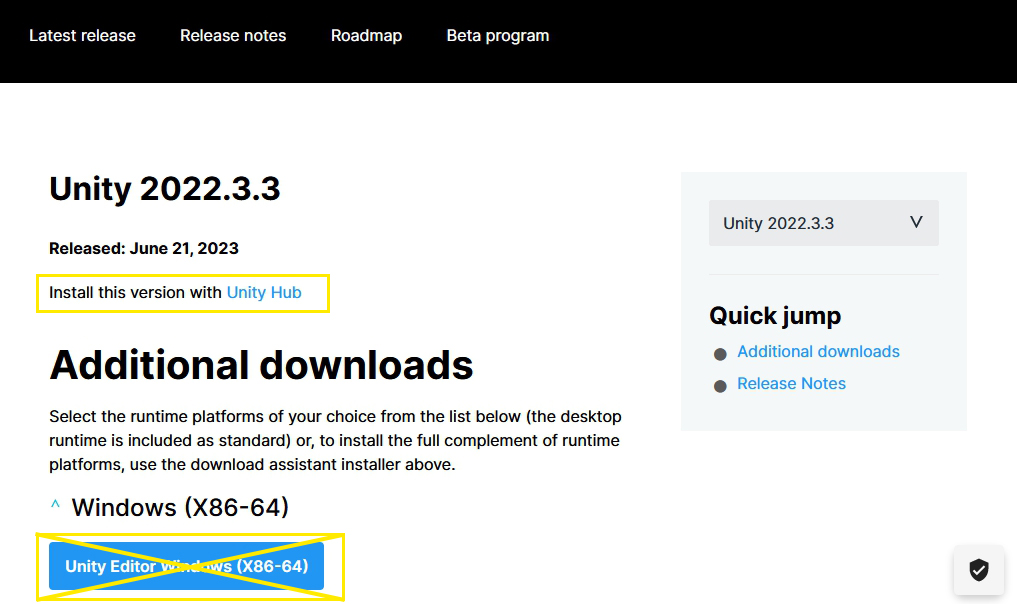 Latest release Release notes Roadmap Beta program
Unity 2022.3.3
Released: June 21, 2023
Install this version with Unity Hub
Additional downloads
Select the runtime platforms of your choice from the list below (the desktop
runtime is included as standard) or, to install the full complement of runtime
platforms, use the download assistant installer above.
^ Windows (X86-64)
Unity Editor Windows (X86-64)
Unity 2022.3.3
Quick jump
Additional downloads
Release Notes